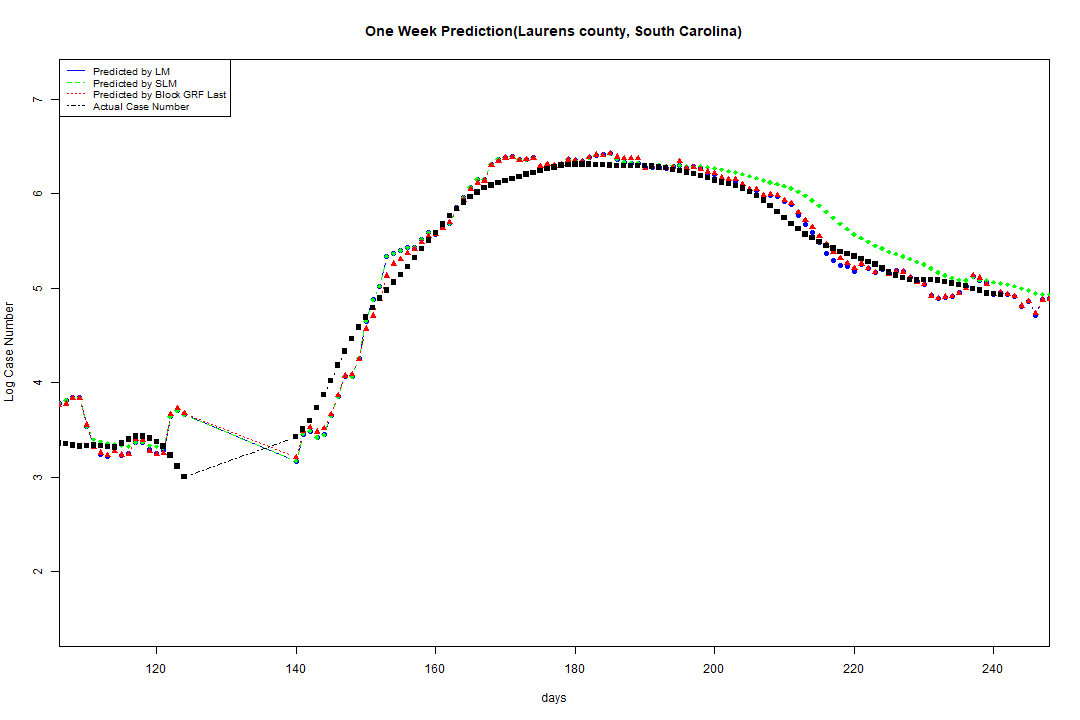 One Week Prediction(Laurens county, South Carolina)
Predicted by LM
Predicted by SLM
Predicted by Block GRF Last
Actual Case Number
7
6
5
4
3
2
Log Case Number
120 140 160 180 200 220 240
days